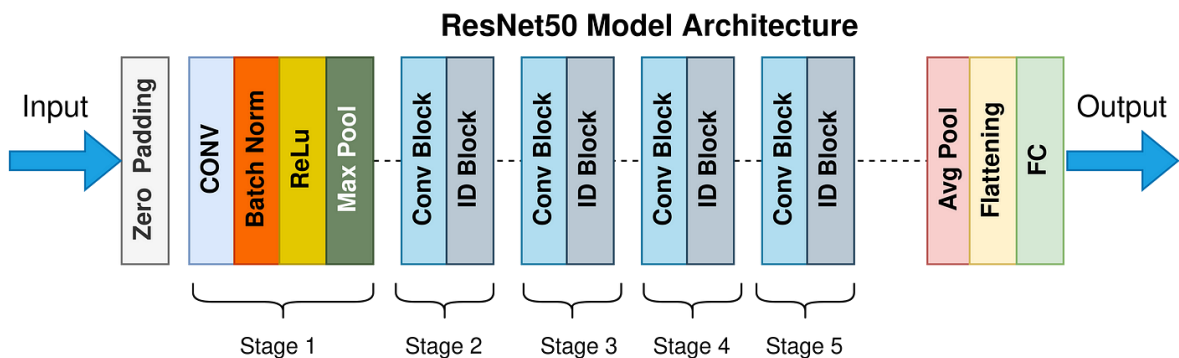 ResNet50 Model Architecture
Input
Zero Padding
CONV
Batch Norm
ReLu
Max Pool
Conv Block
ID Block
Conv Block
ID Block
Conv Block
ID Block
Conv Block
ID Block
Avg Pool
Flattening
FC
Output
Stage 1
Stage 2
Stage 3
Stage 4
Stage 5